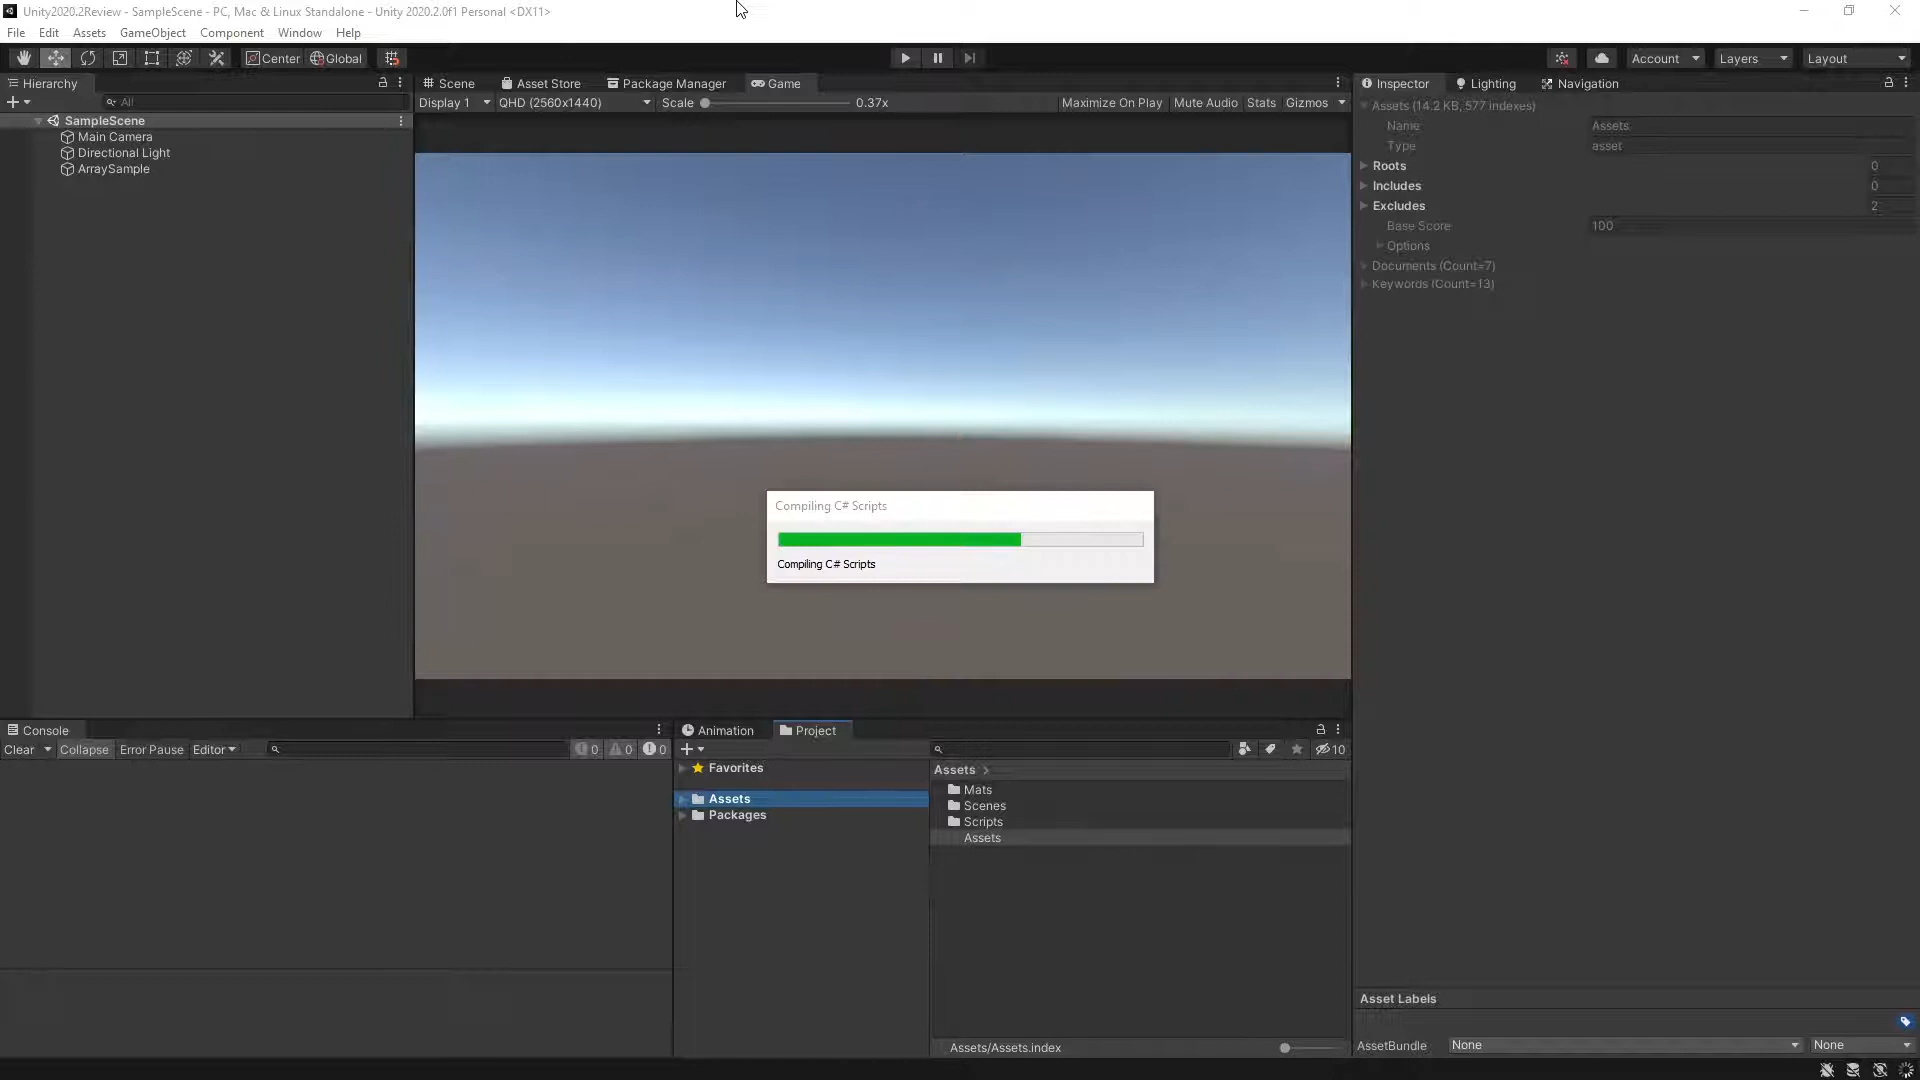 Unity2020.2Review - SampleScene - PC, Mac & Linux Standalone - Unity 2020.2.0f1 Personal <DX11>
File Edit Assets GameObject Component Window Help
Center Global Account Layers Layout
Hierarchy
All
SampleScene
Main Camera
Directional Light
ArraySample
Scene Asset Store Package Manager Game
Display 1 QHD (2560x1440) Scale 0.37x Maximize On Play Mute Audio Stats Gizmos
Compiling C# Scripts
Compiling C# Scripts
Inspector Lighting Navigation
Assets (14.2 KB, 577 indexes)
Name Assets
Type asset
Roots 0
Includes 0
Excludes 2
Base Score 100
Options
Documents (Count=7)
Keywords (Count=13)
Console
Clear Collapse Error Pause Editor 0 0 0
Animation Project
10
Favorites
Assets
Packages
Assets >
Mats
Scenes
Scripts
Assets
Assets/Assets.index
Asset Labels
AssetBundle None None